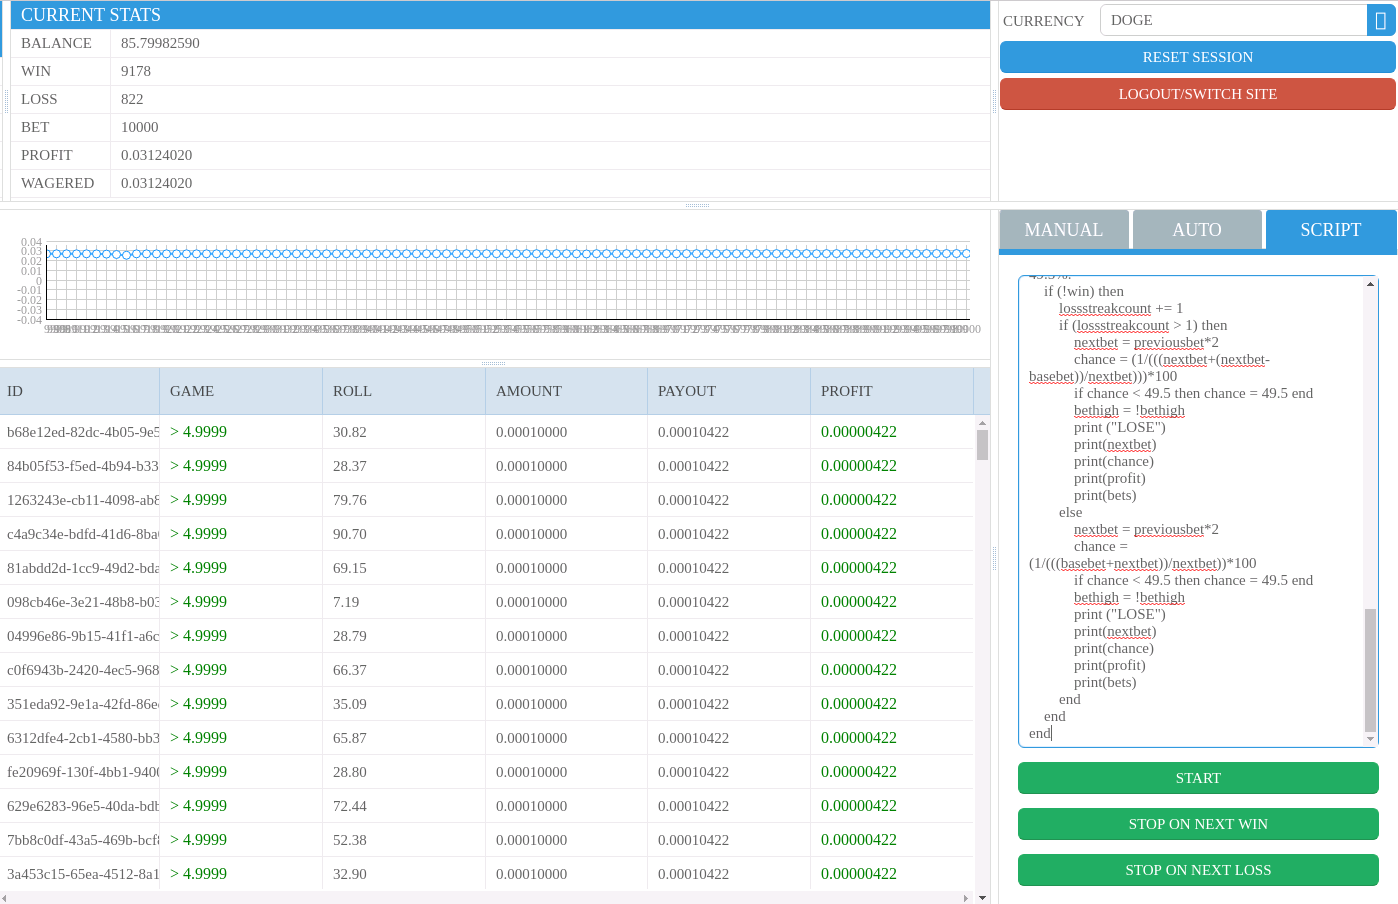 CURRENT STATS
BALANCE 85.79982590
WIN 9178
LOSS 822
BET 10000
PROFIT 0.03124020
WAGERED 0.03124020
CURRENCY DOGE
RESET SESSION
LOGOUT/SWITCH SITE
0.04
0.03
0.02
0.01
0
-0.01
-0.02
-0.03
-0.04
ID GAME ROLL AMOUNT PAYOUT PROFIT
b68e12ed-82dc-4b05-9e5 > 4.9999 30.82 0.00010000 0.00010422 0.00000422
84b05f53-f5ed-4b94-b33 > 4.9999 28.37 0.00010000 0.00010422 0.00000422
1263243e-cb11-4098-ab8 > 4.9999 79.76 0.00010000 0.00010422 0.00000422
c4a9c34e-bdfd-41d6-8ba > 4.9999 90.70 0.00010000 0.00010422 0.00000422
81abdd2d-1cc9-49d2-bda > 4.9999 69.15 0.00010000 0.00010422 0.00000422
098cb46e-3e21-48b8-b03 > 4.9999 7.19 0.00010000 0.00010422 0.00000422
04996e86-9b15-41f1-a6c > 4.9999 28.79 0.00010000 0.00010422 0.00000422
c0f6943b-2420-4ec5-968 > 4.9999 66.37 0.00010000 0.00010422 0.00000422
351eda92-9e1a-42fd-86e > 4.9999 35.09 0.00010000 0.00010422 0.00000422
6312dfe4-2cb1-4580-bb3 > 4.9999 65.87 0.00010000 0.00010422 0.00000422
fe20969f-130f-4bb1-940 > 4.9999 28.80 0.00010000 0.00010422 0.00000422
629e6283-96e5-40da-bdb > 4.9999 72.44 0.00010000 0.00010422 0.00000422
7bb8c0df-43a5-469b-bcf > 4.9999 52.38 0.00010000 0.00010422 0.00000422
3a453c15-65ea-4512-8a1 > 4.9999 32.90 0.00010000 0.00010422 0.00000422
MANUAL AUTO SCRIPT
49.5%.
if (!win) then
lossstreakcount += 1
if (lossstreakcount > 1) then
nextbet = previousbet*2
chance = (1/(((nextbet+(nextbet-
basebet))/nextbet)))*100
if chance < 49.5 then chance = 49.5 end
bethigh = !bethigh
print ("LOSE")
print(nextbet)
print(chance)
print(profit)
print(bets)
else
nextbet = previousbet*2
chance =
(1/(((basebet+nextbet))/nextbet))*100
if chance < 49.5 then chance = 49.5 end
bethigh = !bethigh
print ("LOSE")
print(nextbet)
print(chance)
print(profit)
print(bets)
end
end
end
START
STOP ON NEXT WIN
STOP ON NEXT LOSS